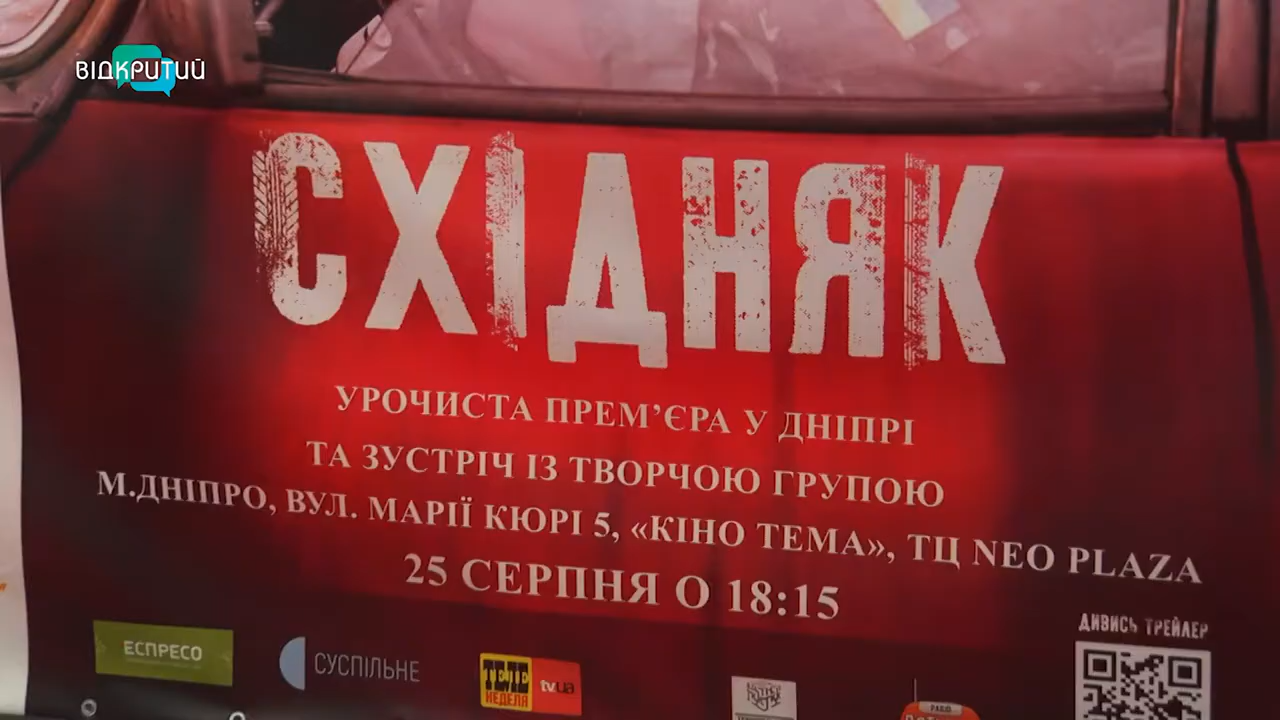 ВІДКРИТИЙ
СХІДНЯК
УРОЧИСТА ПРЕМ’ЄРА У ДНІПРІ
ТА ЗУСТРІЧ ІЗ ТВОРЧОЮ ГРУПОЮ
М.ДНІПРО, ВУЛ. МАРІЇ КЮРІ 5, «КІНО ТЕМА», ТЦ NEO PLAZA
25 СЕРПНЯ О 18:15
ДИВИСЬ ТРЕЙЛЕР
ЕСПРЕСО
СУСПІЛЬНЕ
ТЕЛЕ
НЕДЕЛЯ
tv.ua
РАДІО